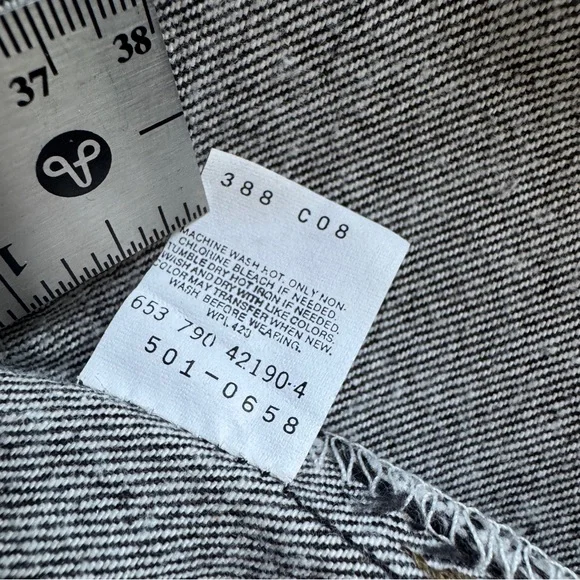 37 38
1
388 C08
MACHINE WASH HOT, ONLY NON-
CHLORINE BLEACH IF NEEDED.
TUMBLE DRY HOT IRON IF NEEDED.
WASH AND DRY WITH LIKE COLORS.
COLOR MAY TRANSFER WHEN NEW.
WASH BEFORE WEARING.
WPL 423
653 790 42190-4
501-0658